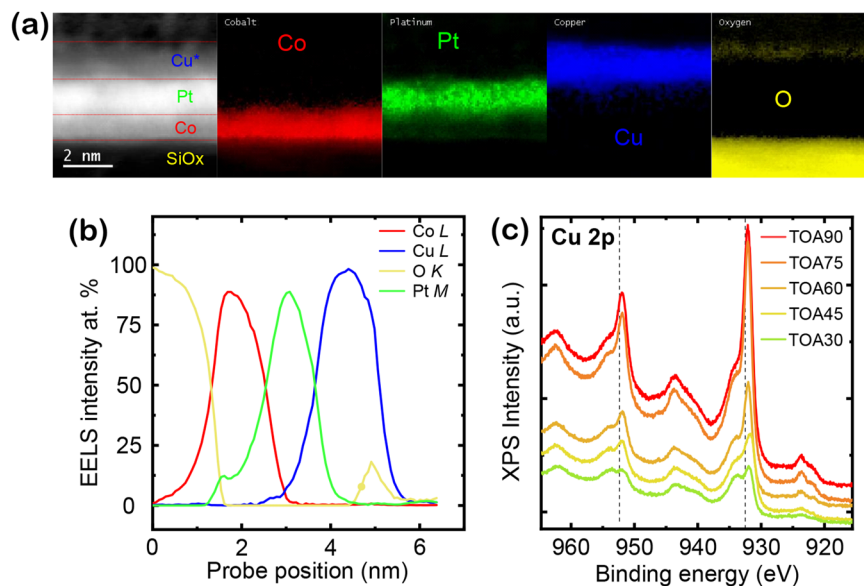 (a)
Cu*
Pt
Co
SiOx
2 nm
Cobalt
Co
Platinum
Pt
Copper
Cu
Oxygen
O
(b)
Co L
Cu L
O K
Pt M
EELS intensity at. %
100
75
50
25
0
0 2 4 6
Probe position (nm)
(c)
Cu 2p
TOA90
TOA75
TOA60
TOA45
TOA30
XPS Intensity (a.u.)
960 950 940 930 920
Binding energy (eV)